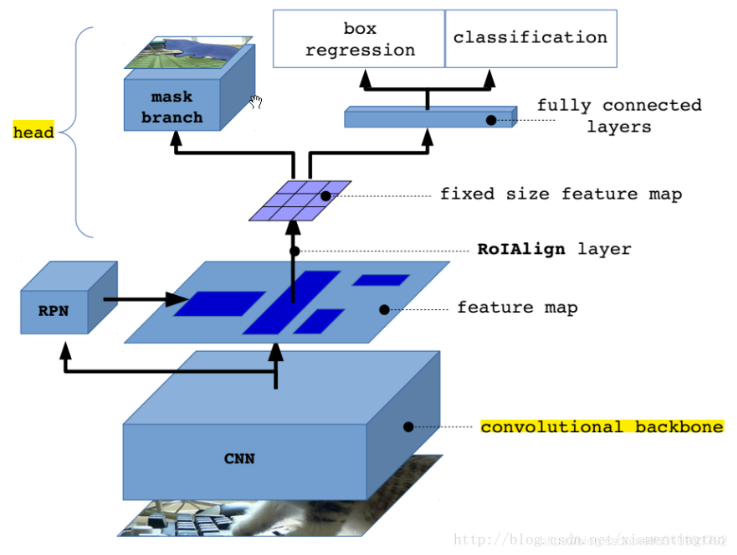 box
regression
classification
mask
branch
head
fully connected
layers
fixed size feature map
RoIAlign layer
RPN
feature map
convolutional backbone
CNN
http://blog.csdn.net/